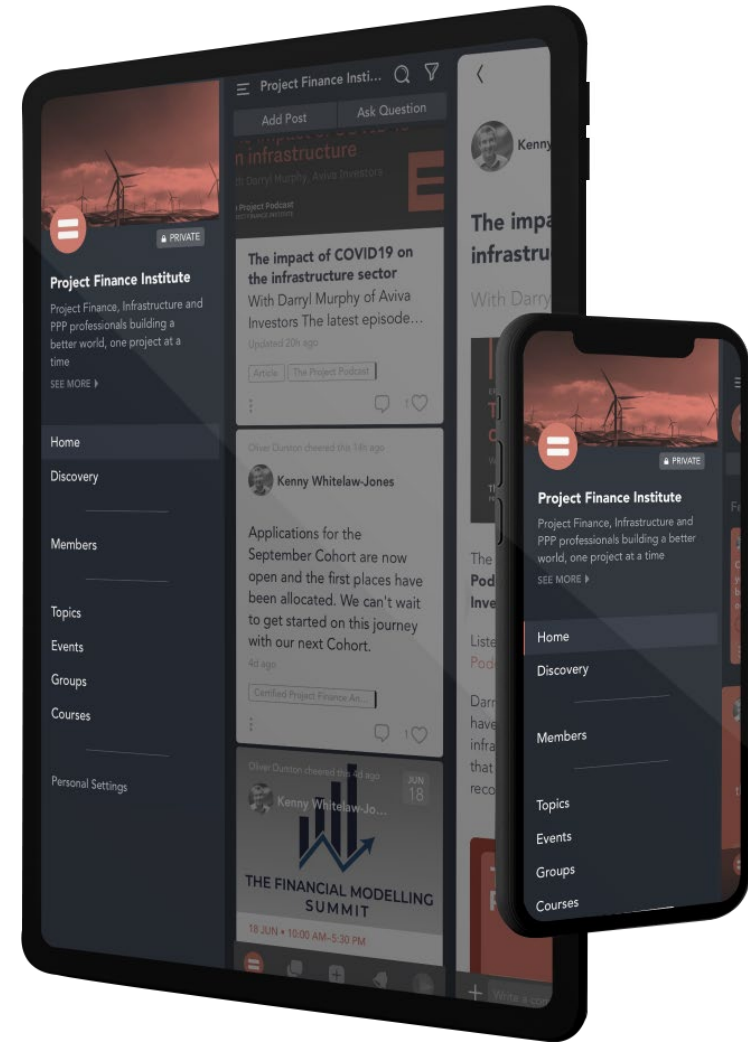 PRIVATE
Project Finance Institute
Project Finance, Infrastructure and
PPP professionals building a
better world, one project at a
time
SEE MORE
Home
Discovery
Members
Topics
Events
Groups
Courses
Personal Settings
Project Finance Insti...
Add Post
Ask Question
n infrastructure
th Darryl Murphy, Aviva Investors
Project Podcast
The impact of COVID19 on
the infrastructure sector
With Darryl Murphy of Aviva
Investors The latest episode...
Updated 20h ago
Article
The Project Podcast
1
Oliver Dunnon cheered this 14h ago
Kenny Whitelaw-Jones
Applications for the
September Cohort are now
open and the first places have
been allocated. We can't wait
to get started on this journey
with our next Cohort.
4d ago
Certified Project Finance An...
1
cheered this 4d ago
Kenny Whitelaw-Jo...
JUN
18
THE FINANCIAL MODELLING
SUMMIT
18 JUN • 10:00 AM–5:30 PM
Kenny
The impa
infrastru
With Darry
The
Pod
Inve
Liste
Pod
Darr
have
infra
that
reco
Write a con
PRIVATE
Project Finance Institute
Project Finance, Infrastructure and
PPP professionals building a better
world, one project at a time
SEE MORE
Home
Discovery
Members
Topics
Events
Groups
Courses